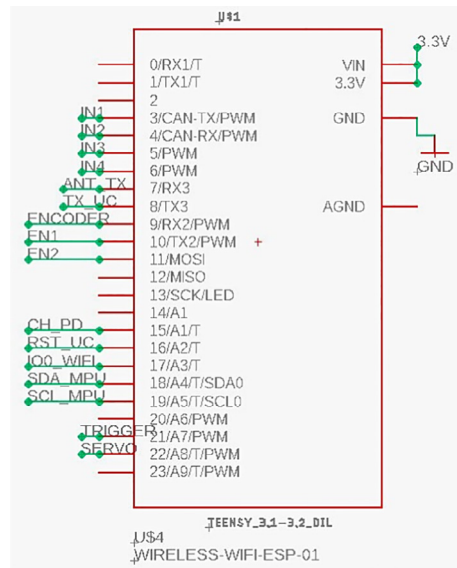 U$1
3.3V
0/RX1/T VIN
1/TX1/T 3.3V
2
IN1 3/CAN-TX/PWM GND
IN2 4/CAN-RX/PWM
IN3 5/PWM
IN4 6/PWM GND
ANT_TX 7/RX3
TX_UC 8/TX3 AGND
ENCODER 9/RX2/PWM
EN1 10/TX2/PWM
EN2 11/MOSI
12/MISO
13/SCK/LED
14/A1
CH_PD 15/A1/T
RST_UC 16/A2/T
IO0_WIFI 17/A3/T
SDA_MPU 18/A4/T/SDA0
SCL_MPU 19/A5/T/SCL0
20/A6/PWM
TRIGGER 21/A7/PWM
SERVO 22/A8/T/PWM
23/A9/T/PWM
TEENSY_3.1-3.2_DIL
U$4
WIRELESS-WIFI-ESP-01